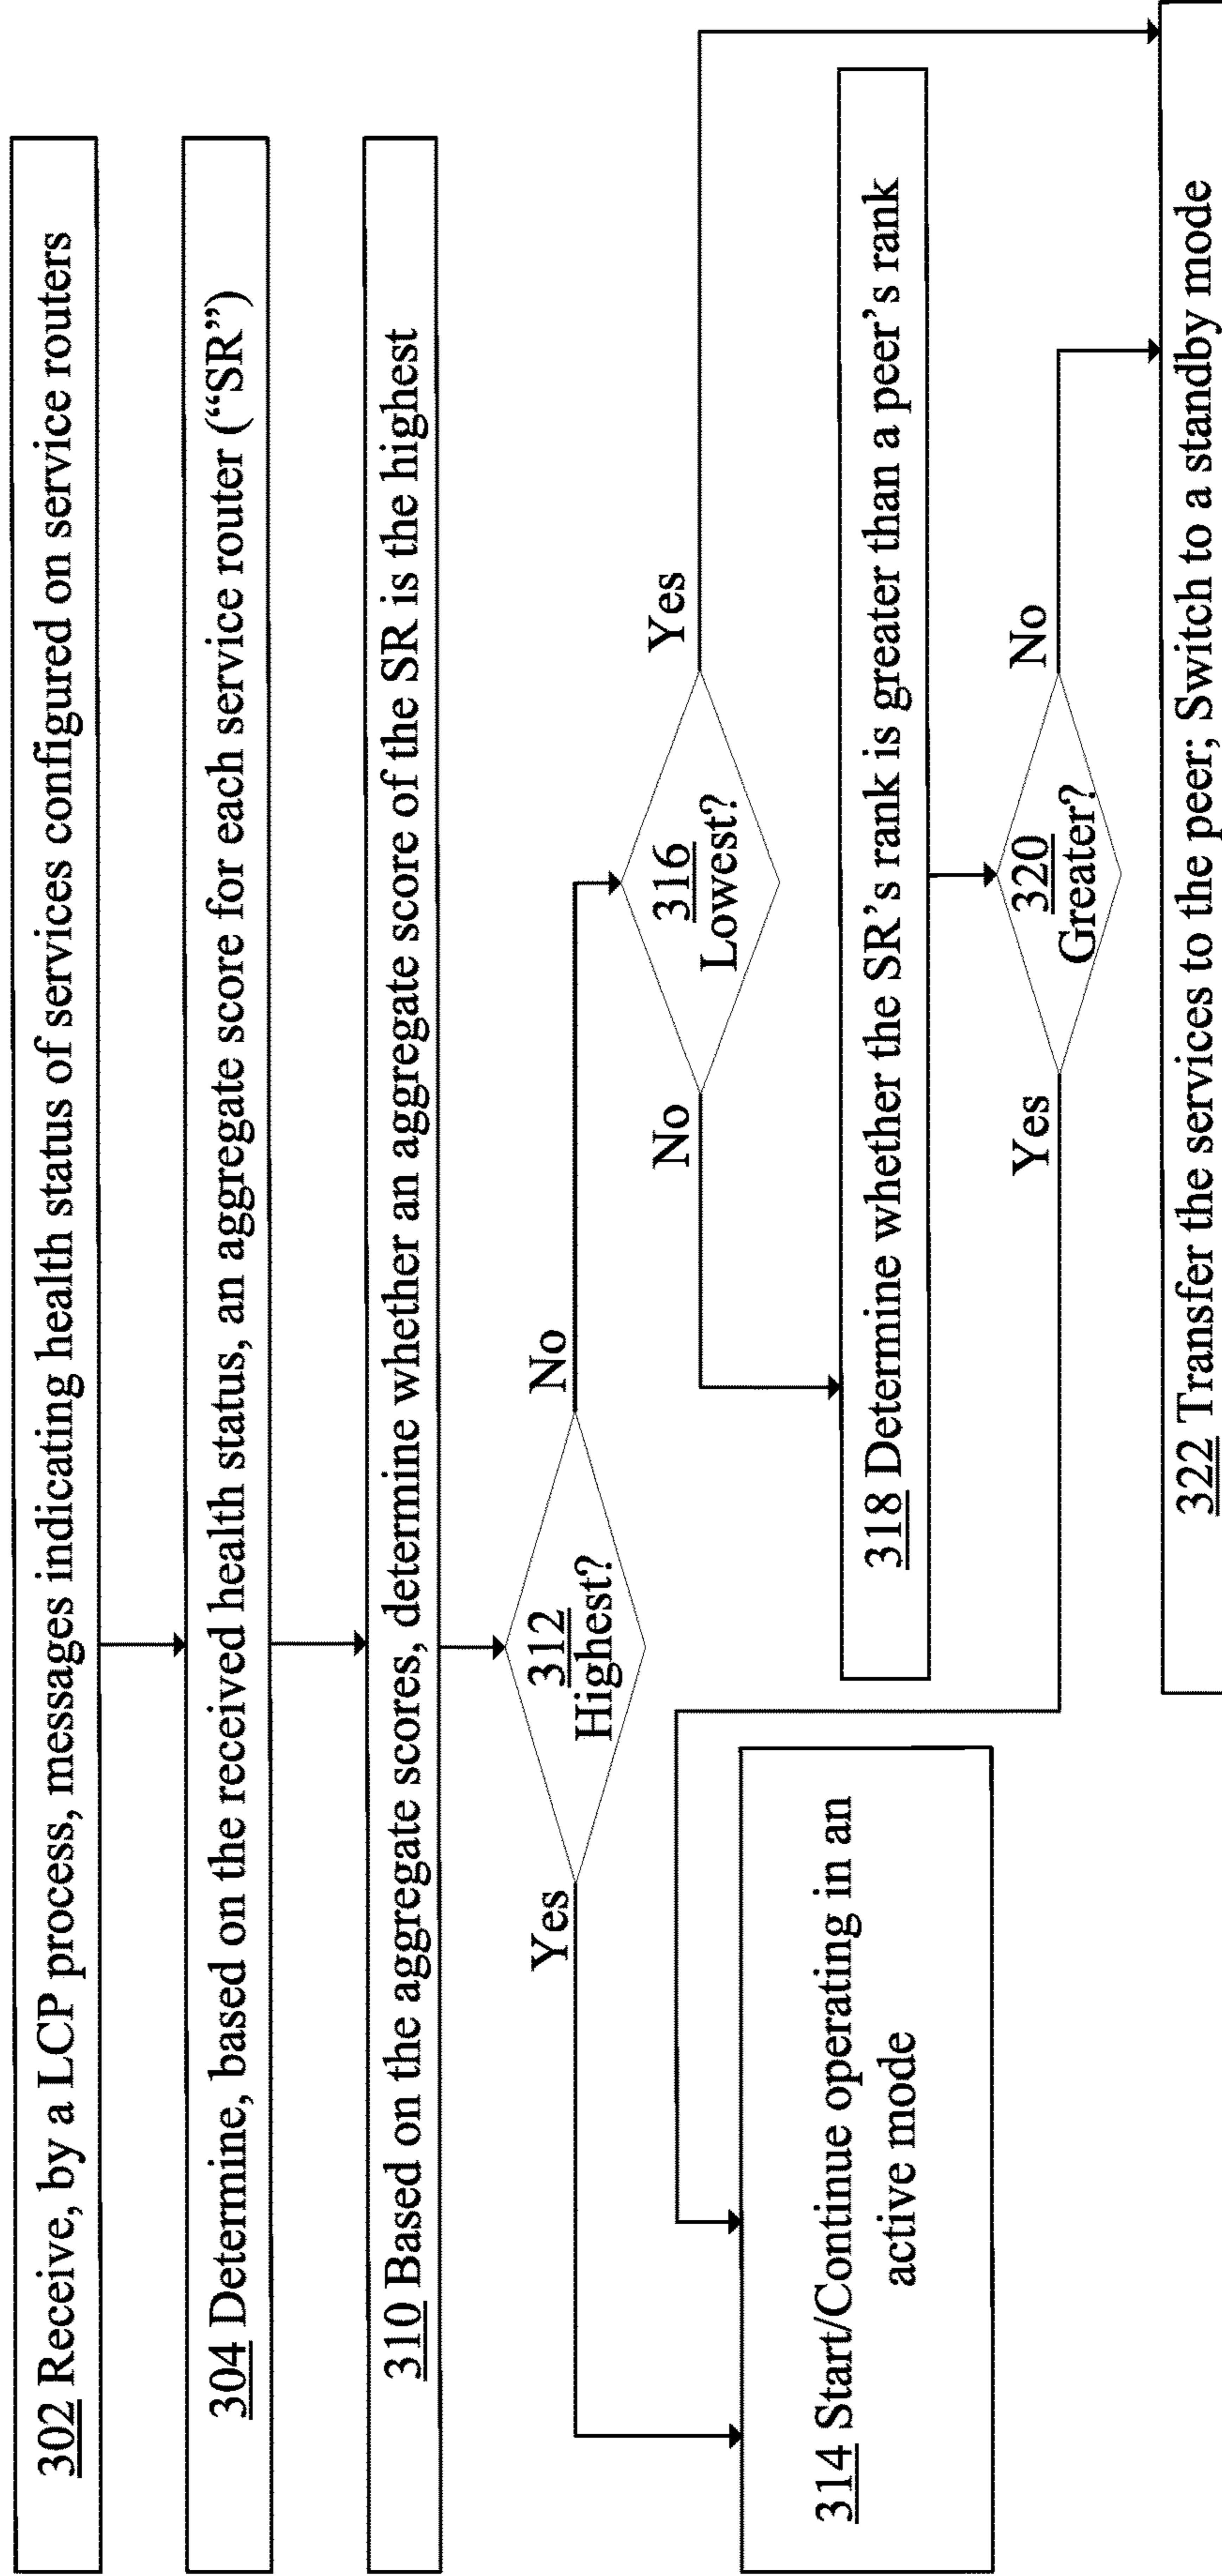 302 Receive, by a LCP process, messages indicating health status of services configured on service routers
304 Determine, based on the received health status, an aggregate score for each service router (“SR”)
310 Based on the aggregate scores, determine whether an aggregate score of the SR is the highest
312
Highest?
Yes
No
316
Lowest?
No
Yes
318 Determine whether the SR’s rank is greater than a peer’s rank
320
Greater?
Yes
No
314 Start/Continue operating in an
active mode
322 Transfer the services to the peer; Switch to a standby mode